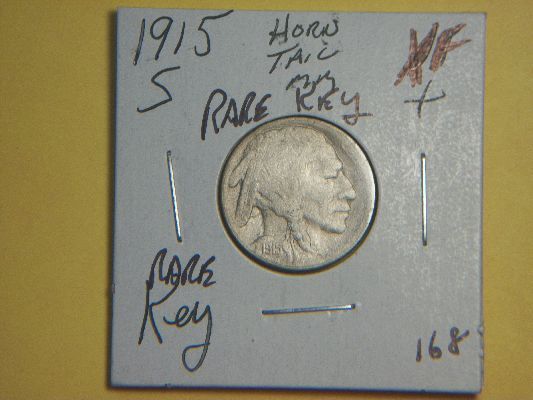 1915
S
HORN
TAIL
RARE KEY
XF
+
1915
RARE
Key
168